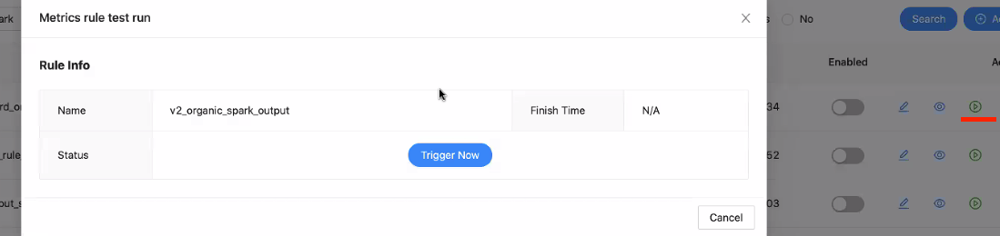 Metrics rule test run
ark
s
No
Search
Rule Info
Enabled
Name
v2_organic_spark_output
Finish Time
N/A
rd_o
34
Status
Trigger Now
_rule
52
out_s
03
Cancel